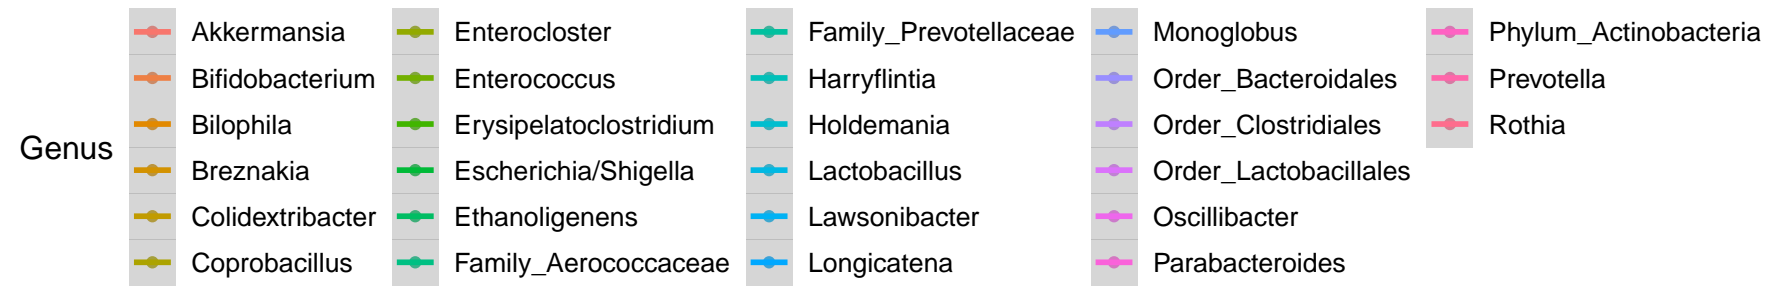 Genus
Akkermansia
Bifidobacterium
Bilophila
Breznakia
Colidextribacter
Coprobacillus
Enterocloster
Enterococcus
Erysipelatoclostridium
Escherichia/Shigella
Ethanoligenens
Family_Aerococcaceae
Family_Prevotellaceae
Harryflintia
Holdemania
Lactobacillus
Lawsonibacter
Longicatena
Monoglobus
Order_Bacteroidales
Order_Clostridiales
Order_Lactobacillales
Oscillibacter
Parabacteroides
Phylum_Actinobacteria
Prevotella
Rothia